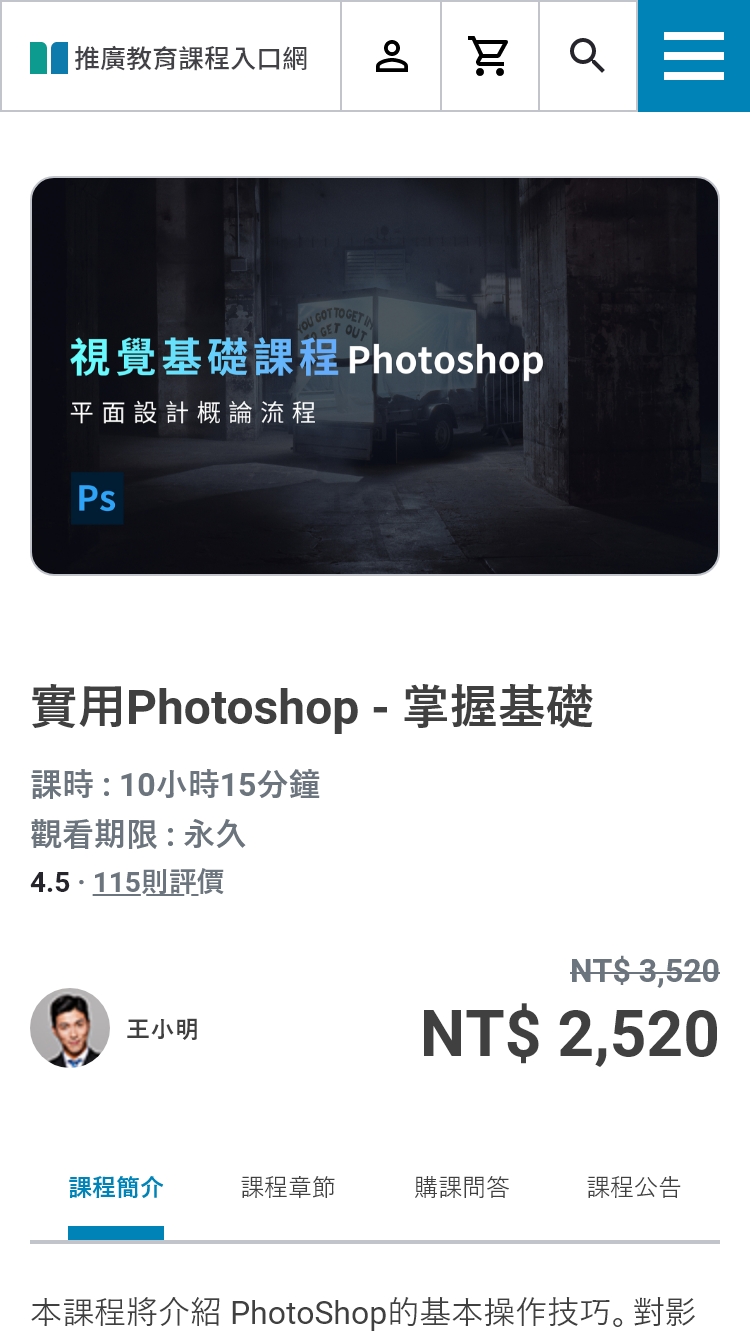 推廣教育課程入口網
YOU GOT TO GET IN
TO GET OUT
視覺基礎課程 Photoshop
平面設計概論流程
Ps
實用Photoshop - 掌握基礎
課時 : 10小時15分鐘
觀看期限 : 永久
4.5 · 115則評價
NT$ 3,520
王小明
NT$ 2,520
課程簡介 課程章節 購課問答 課程公告
本課程將介紹 PhotoShop的基本操作技巧。對影